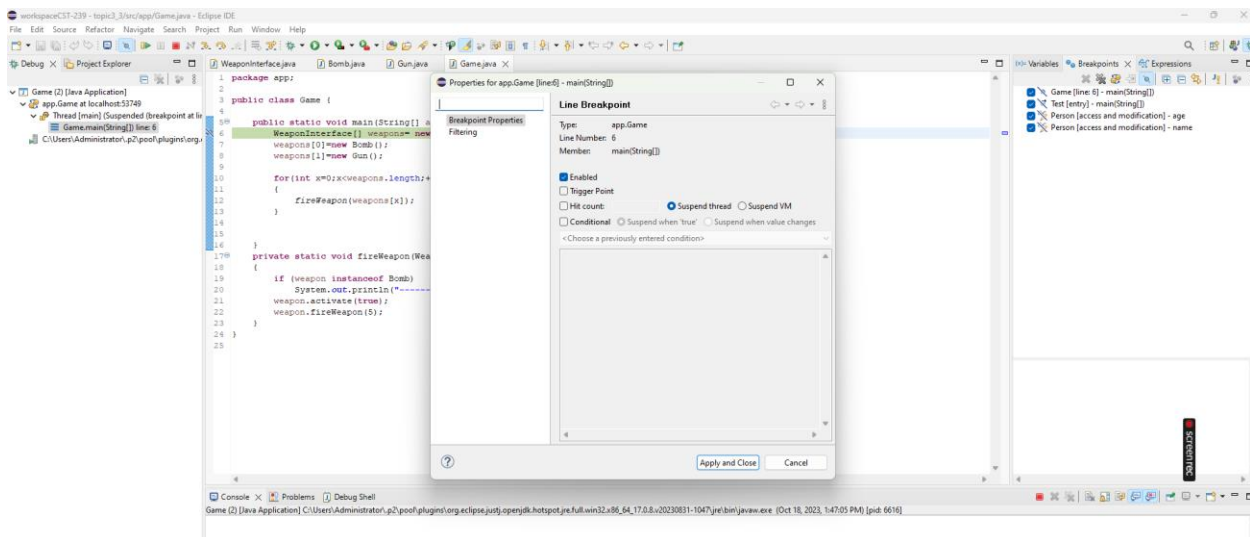 workspaceCST-239 - topic3_3/src/app/Game.java - Eclipse IDE
File Edit Source Refactor Navigate Search Project Run Window Help
Debug Project Explorer
Game (2) [Java Application]
app.Game at localhost:53749
Thread [main] (Suspended (breakpoint at lin
Game.main(String[]) line: 6
C:\Users\Administrator\.p2\pool\plugins\org.
WeaponInterface.java Bomb.java Gun.java Game.java
1 package app;
2
3 public class Game {
4
5 public static void main(String[] a
6 WeaponInterface[] weapons= new
7 weapons[0]=new Bomb();
8 weapons[1]=new Gun();
9
10 for(int x=0;x<weapons.length;+
11 {
12 fireWeapon(weapons[x]);
13 }
14
15
16 }
17 private static void fireWeapon(Wea
18 {
19 if (weapon instanceof Bomb)
20 System.out.println("------
21 weapon.activate(true);
22 weapon.fireWeapon(5);
23 }
24 }
25
Properties for app.Game [line:6] - main(String[])
Breakpoint Properties
Filtering
Line Breakpoint
Type: app.Game
Line Number: 6
Member: main(String[])
Enabled
Trigger Point
Hit count: Suspend thread Suspend VM
Conditional Suspend when 'true' Suspend when value changes
<Choose a previously entered condition>
Apply and Close Cancel
Variables Breakpoints Expressions
Game [line: 6] - main(String[])
Test [entry] - main(String[])
Person [access and modification] - age
Person [access and modification] - name
screenrec
Console Problems Debug Shell
Game (2) [Java Application] C:\Users\Administrator\.p2\pool\plugins\org.eclipse.justj.openjdk.hotspot.jre.full.win32.x86_64_17.0.8.v20230831-1047\jre\bin\javaw.exe (Oct 18, 2023, 1:47:05 PM) [pid: 6616]